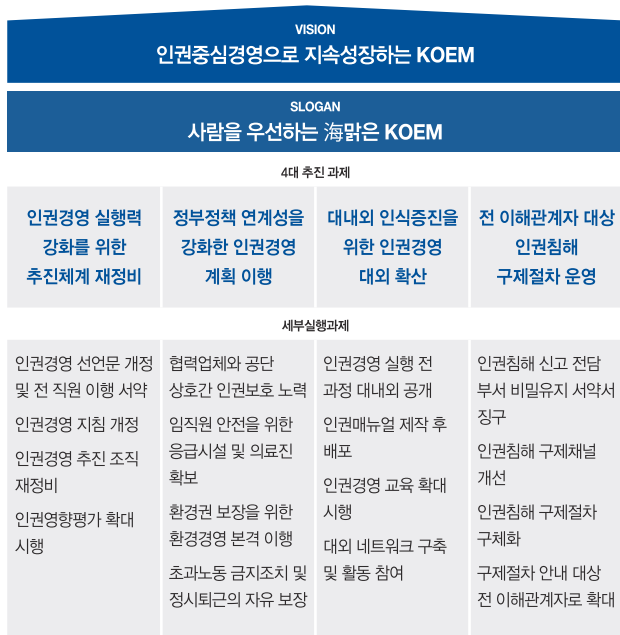 VISION
인권중심경영으로 지속성장하는 KOEM
SLOGAN
사람을 우선하는 海맑은 KOEM
4대 추진 과제
인권경영 실행력
강화를 위한
추진체계 재정비
정부정책 연계성을
강화한 인권경영
계획 이행
대내외 인식증진을
위한 인권경영
대외 확산
전 이해관계자 대상
인권침해
구제절차 운영
세부실행과제
인권경영 선언문 개정
및 전 직원 이행 서약
인권경영 지침 개정
인권경영 추진 조직
재정비
인권영향평가 확대
시행
협력업체와 공단
상호간 인권보호 노력
임직원 안전을 위한
응급시설 및 의료진
확보
환경권 보장을 위한
환경경영 본격 이행
초과노동 금지조치 및
정시퇴근의 자유 보장
인권경영 실행 전
과정 대내외 공개
인권매뉴얼 제작 후
배포
인권경영 교육 확대
시행
대외 네트워크 구축
및 활동 참여
인권침해 신고 전담
부서 비밀유지 서약서
징구
인권침해 구제채널
개선
인권침해 구제절차
구체화
구제절차 안내 대상
전 이해관계자로 확대